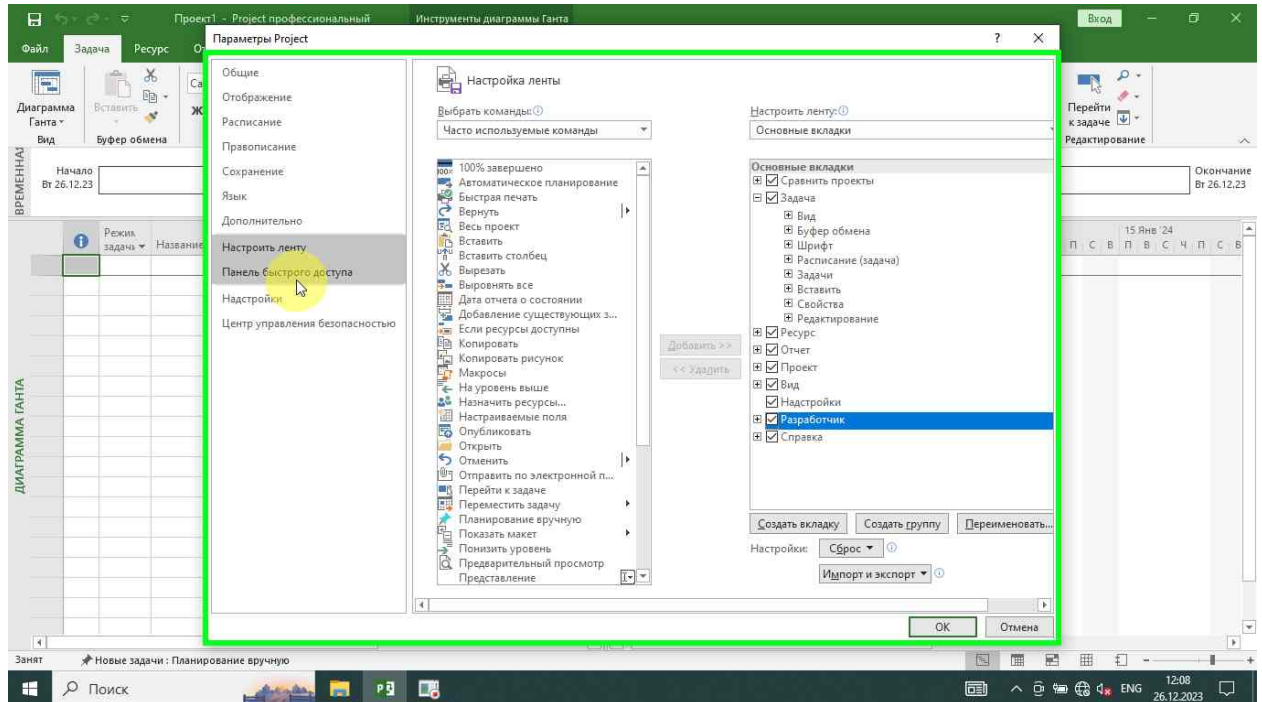 Проект1 - Project профессиональный
Инструменты диаграммы Ганта
Вход
Файл Задача Ресурс
Параметры Project
?
Диаграмма Ганта
Вид
Вставить
Буфер обмена
Ж
Перейти к задаче
Редактирование
Начало
Вт 26.12.23
Окончание
Вт 26.12.23
Режим задачи
Название
15 Янв '24
П С В П В С Ч П С В
ДИАГРАММА ГАНТА
Общие
Отображение
Расписание
Правописание
Сохранение
Язык
Дополнительно
Настроить ленту
Панель быстрого доступа
Надстройки
Центр управления безопасностью
Настройка ленты
Выбрать команды:
Часто используемые команды
100% завершено
Автоматическое планирование
Быстрая печать
Вернуть
Весь проект
Вставить
Вставить столбец
Вырезать
Выровнять все
Дата отчета о состоянии
Добавление существующих з...
Если ресурсы доступны
Копировать
Копировать рисунок
Макросы
На уровень выше
Назначить ресурсы...
Настраиваемые поля
Опубликовать
Открыть
Отменить
Отправить по электронной п...
Перейти к задаче
Переместить задачу
Планирование вручную
Показать макет
Понизить уровень
Предварительный просмотр
Представление
Добавить >>
<< Удалить
Настроить ленту:
Основные вкладки
Основные вкладки
Сравнить проекты
Задача
Вид
Буфер обмена
Шрифт
Расписание (задача)
Задачи
Вставить
Свойства
Редактирование
Ресурс
Отчет
Проект
Вид
Надстройки
Разработчик
Справка
Создать вкладку Создать группу Переименовать...
Настройки: Сброс
Импорт и экспорт
OK Отмена
Занят Новые задачи : Планирование вручную
Поиск
ENG
12:08
26.12.2023